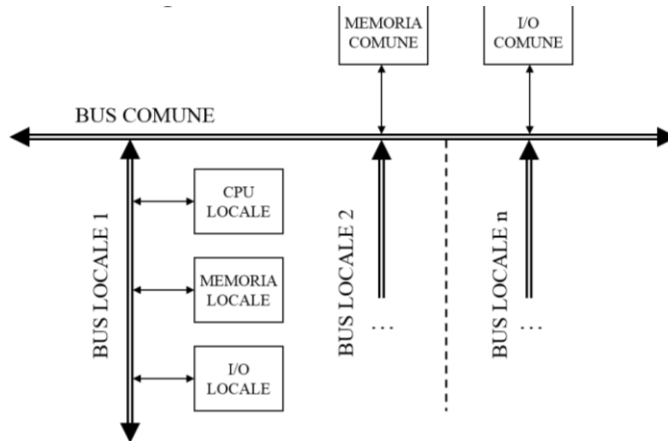 MEMORIA
COMUNE
I/O
COMUNE
BUS COMUNE
BUS LOCALE 1
CPU
LOCALE
MEMORIA
LOCALE
I/O
LOCALE
BUS LOCALE 2
...
BUS LOCALE n
...